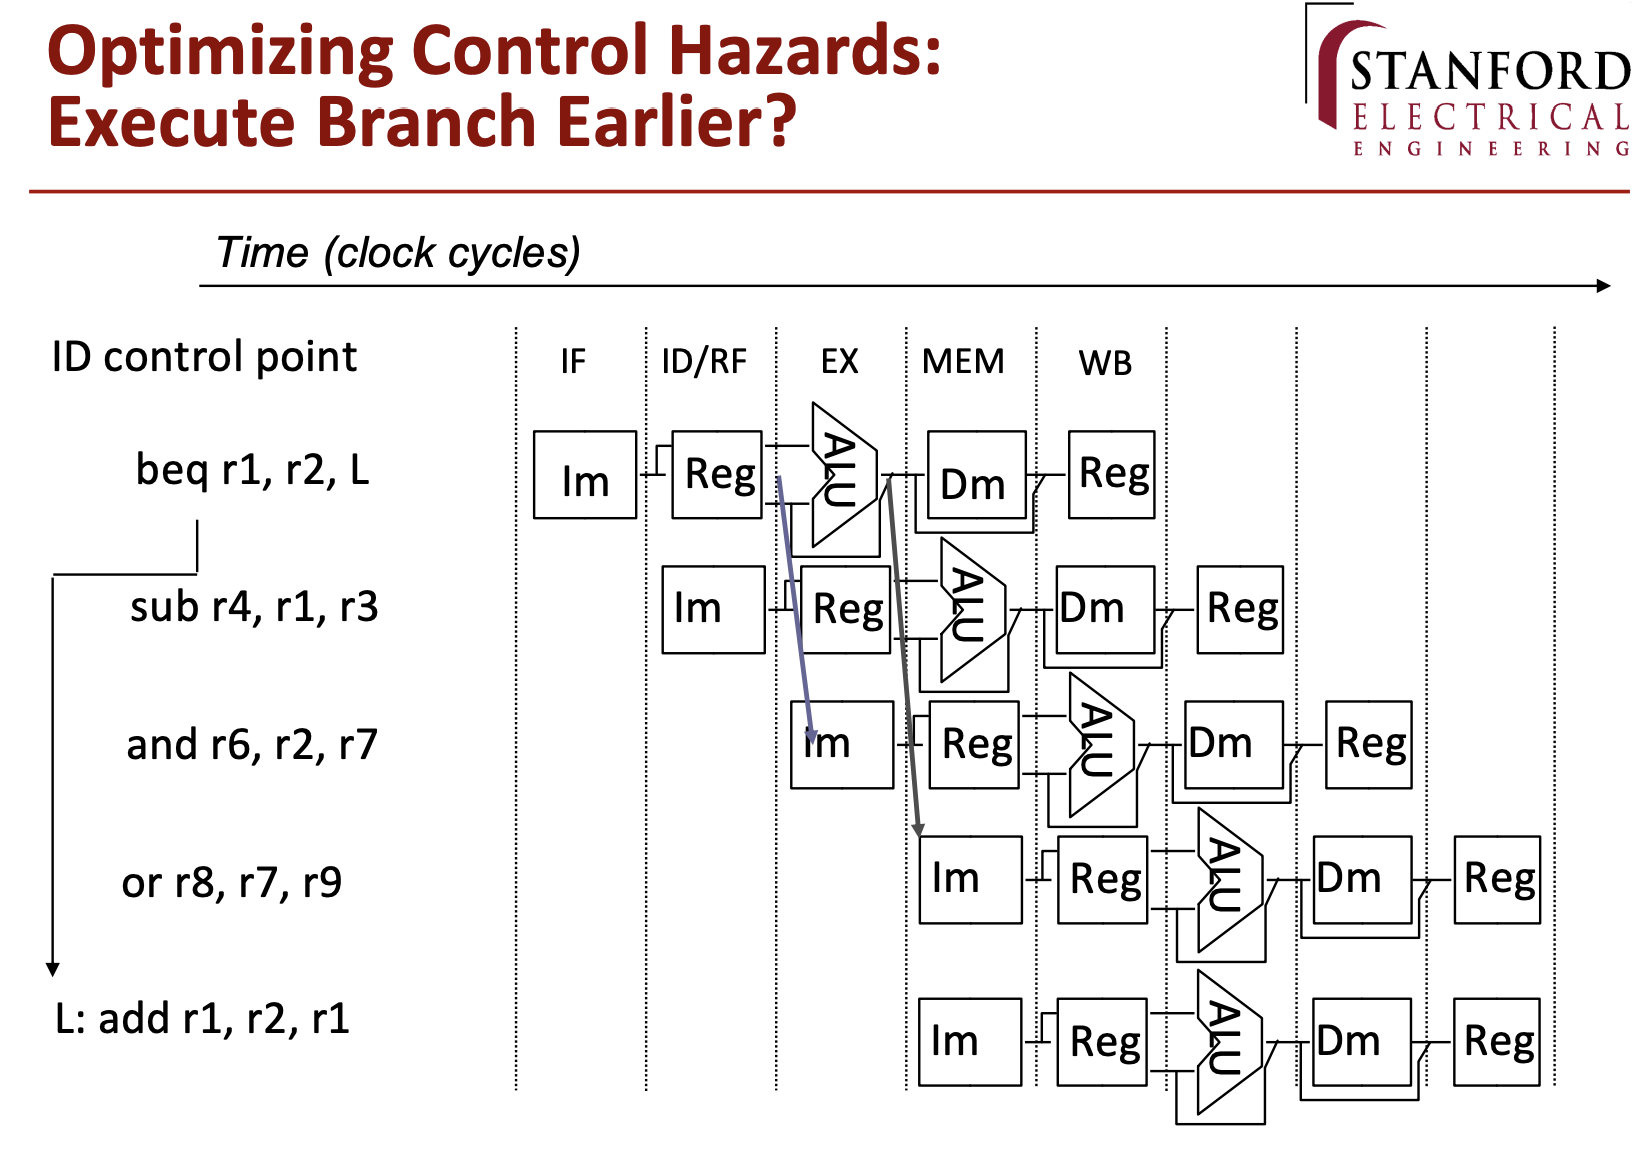 Optimizing Control Hazards:
Execute Branch Earlier?
STANFORD
ELECTRICAL
ENGINEERING
Time (clock cycles)
ID control point
IF ID/RF EX MEM WB
beq r1, r2, L
Im Reg ALU Dm Reg
sub r4, r1, r3
Im Reg ALU Dm Reg
and r6, r2, r7
Im Reg ALU Dm Reg
or r8, r7, r9
Im Reg ALU Dm Reg
L: add r1, r2, r1
Im Reg ALU Dm Reg